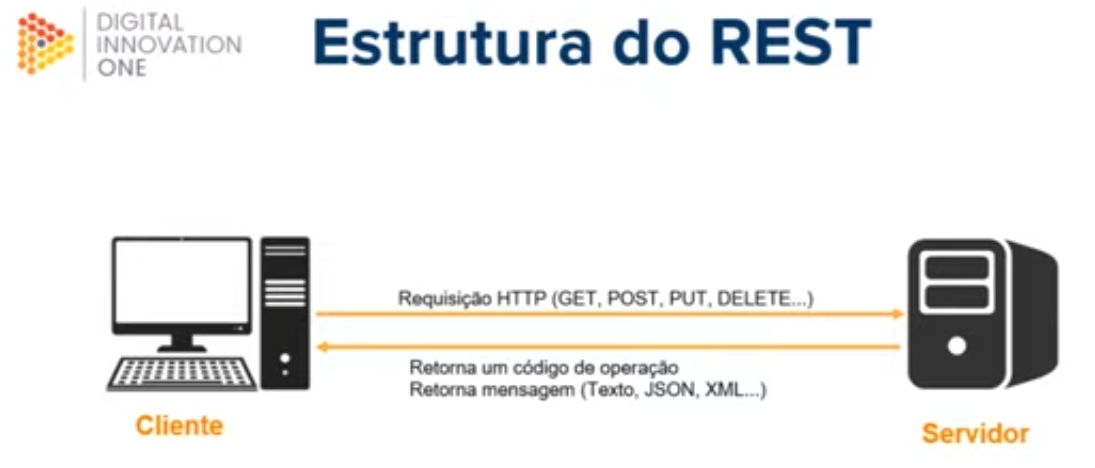 DIGITAL
INNOVATION
ONE
Estrutura do REST
Requisição HTTP (GET, POST, PUT, DELETE...)
Retorna um código de operação
Retorna mensagem (Texto, JSON, XML...)
Cliente
Servidor